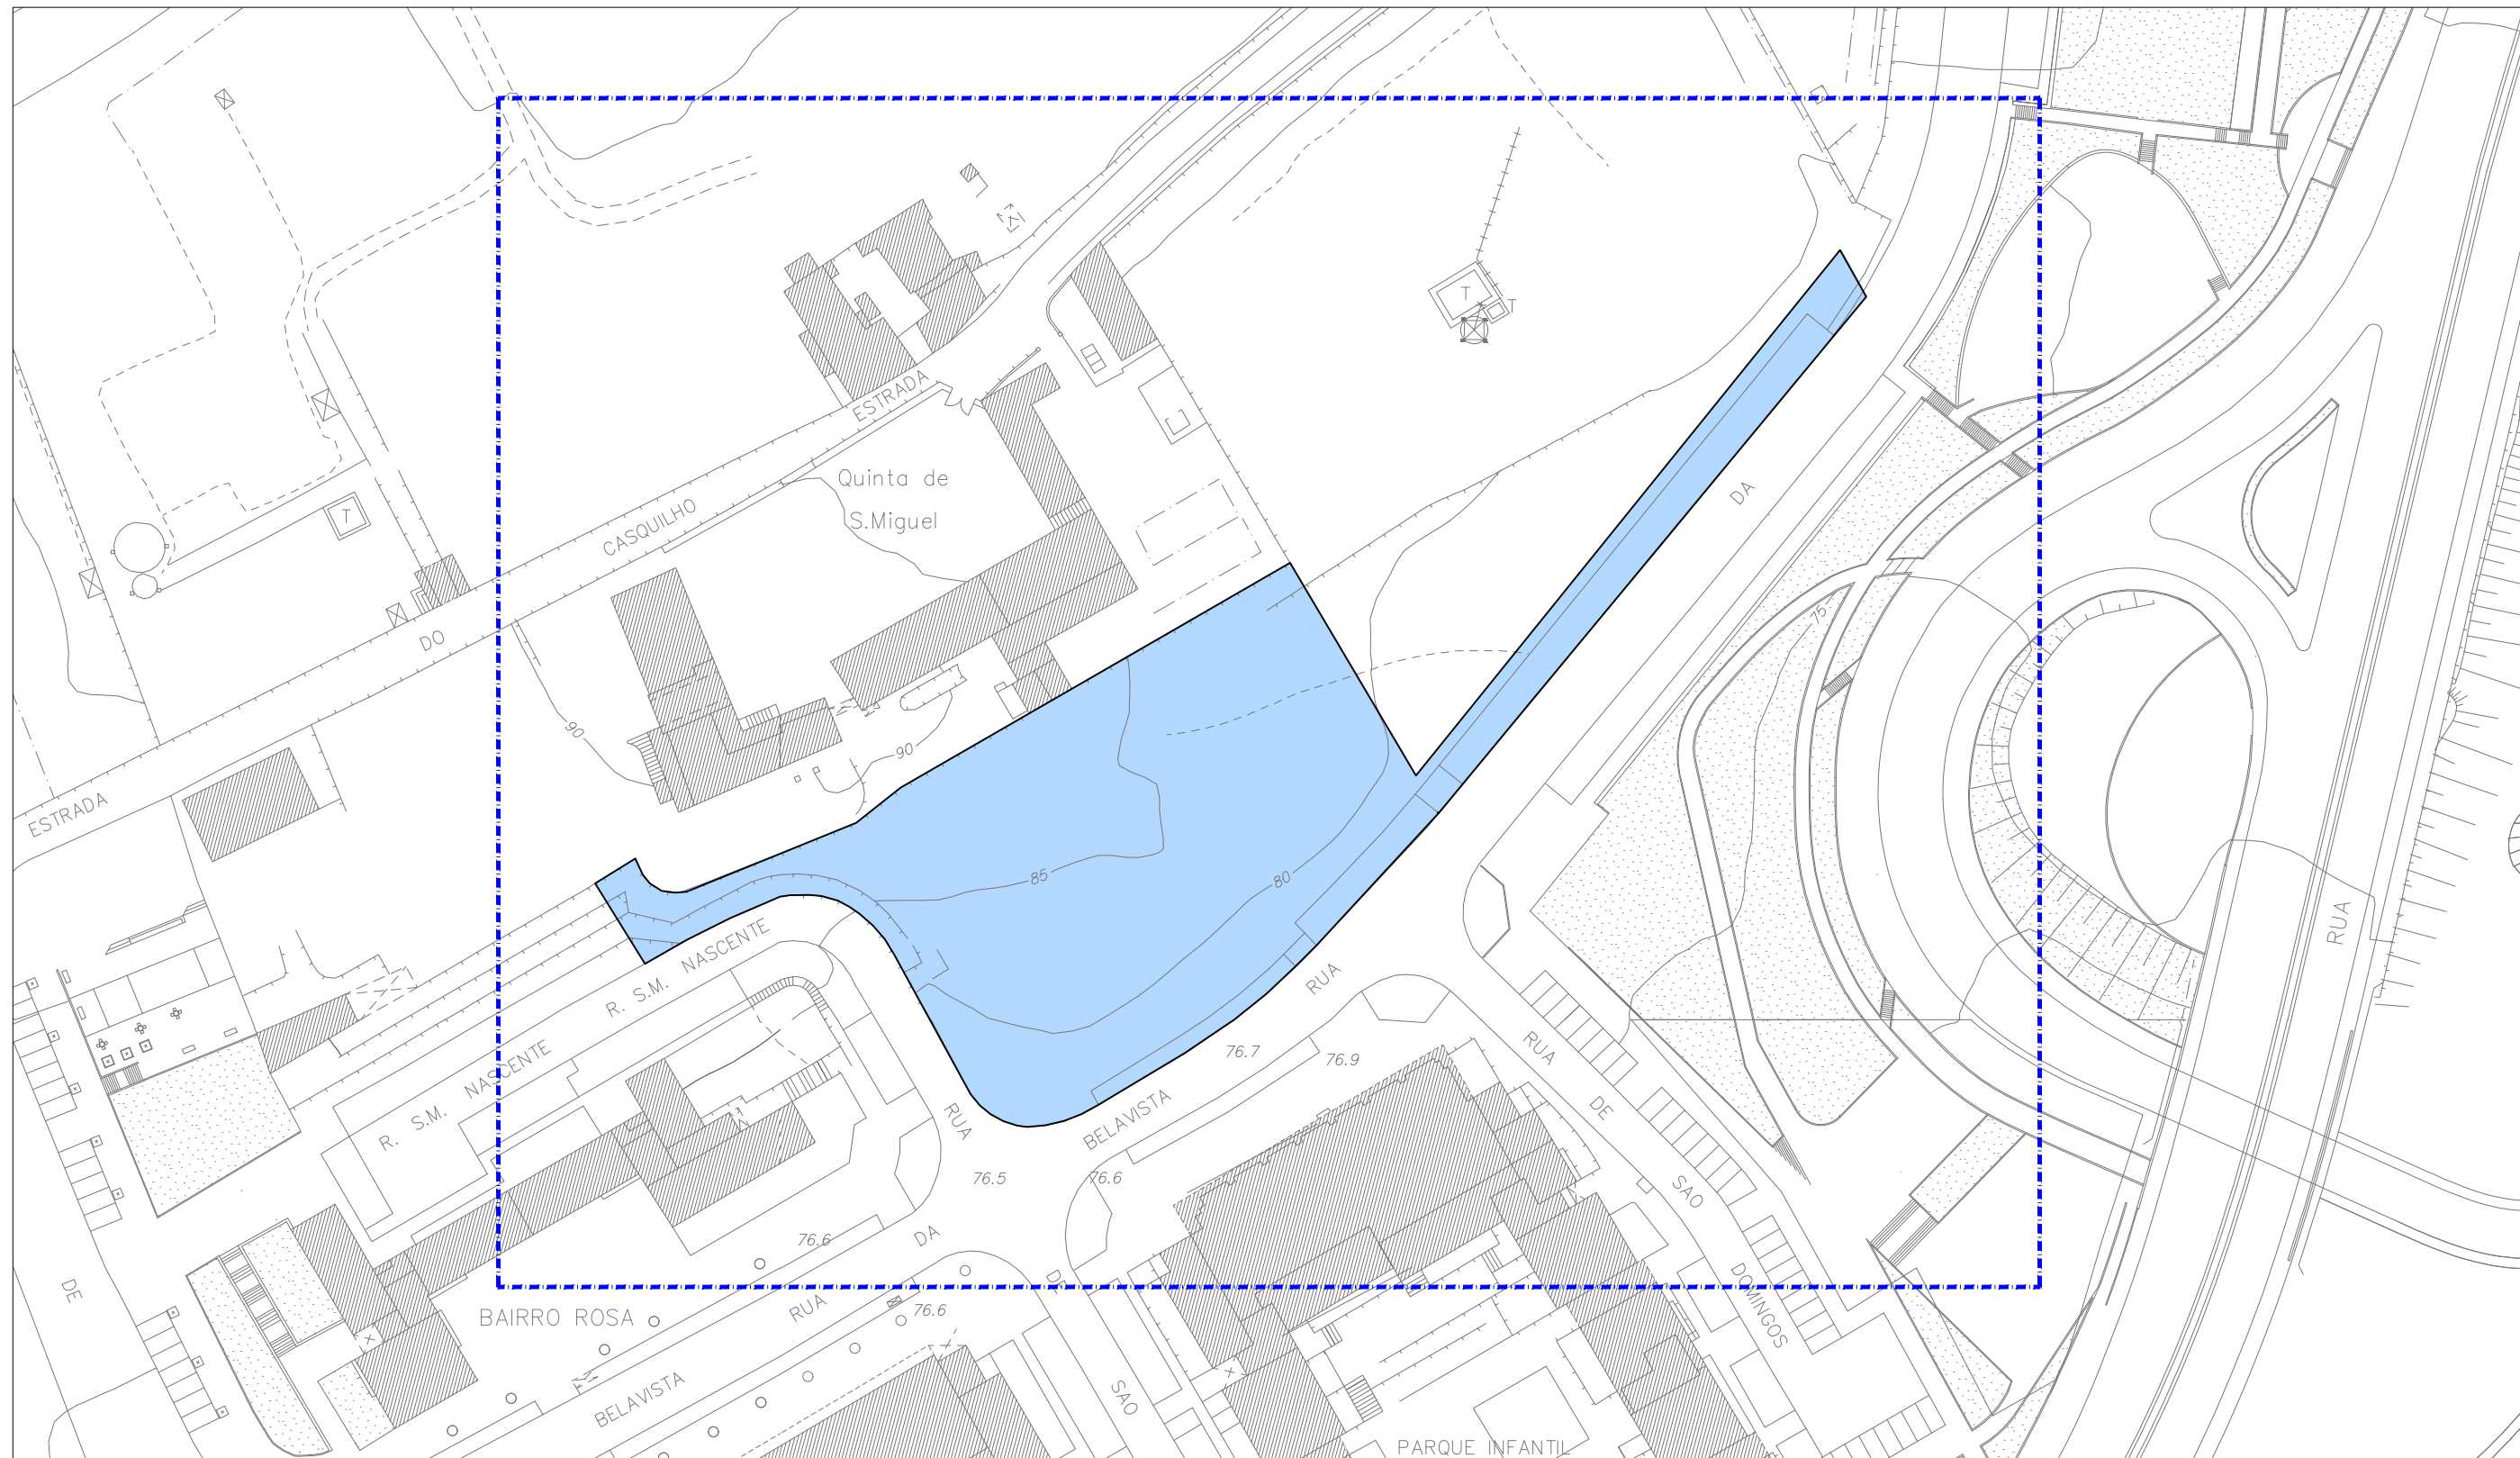 T
T
ESTRADA
Quinta de
S.Miguel
DA
CASQUILHO
T
75
DO
90
90
ESTRADA
85
80
RUA
R. S.M. NASCENTE
RUA
76.7
76.9
RUA
R. S.M. NASCENTE
BELAVISTA
RUA
DE
76.5
76.6
SAO
76.6
DA
DE
DE
DOMINGOS
BAIRRO ROSA
RUA
76.6
BELAVISTA
SAO
PARQUE INFANTIL